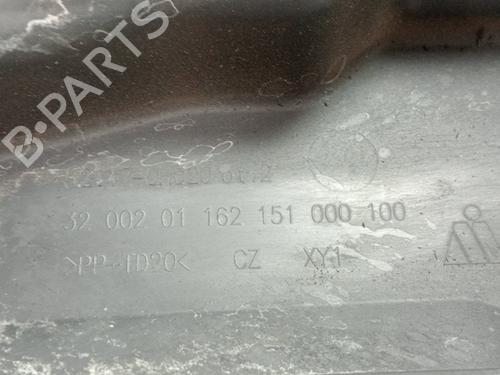 B-PARTS
32 002 01 162 151 000 100
>PP-TD20< CZ XY1